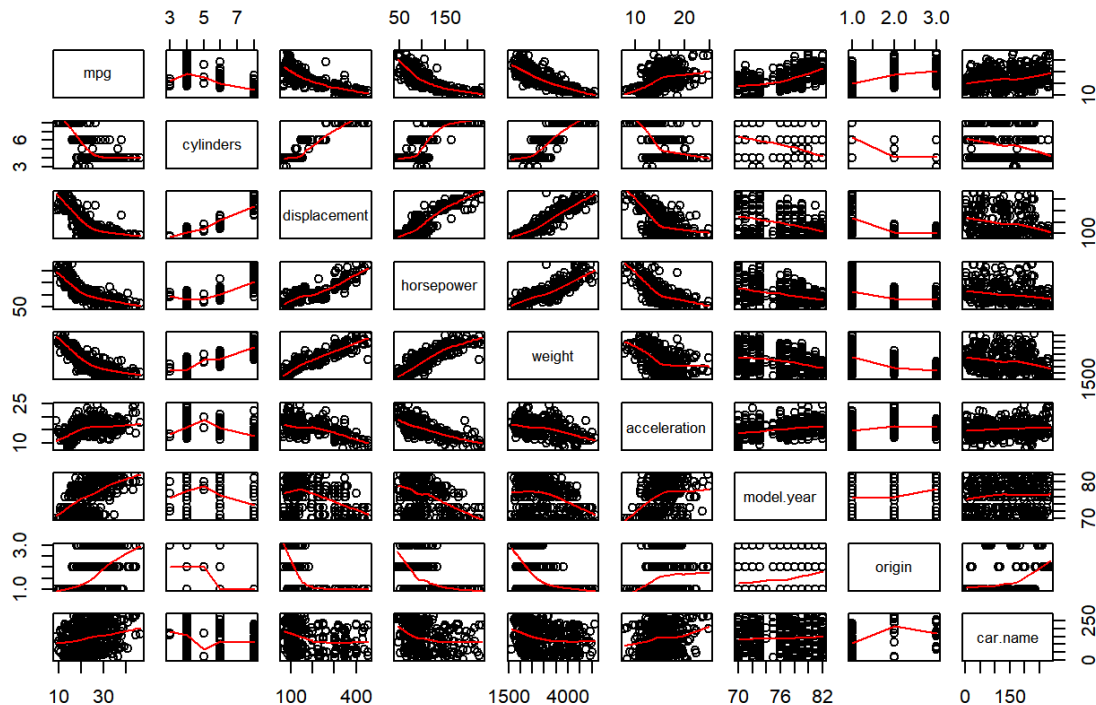 3 5 7 50 150 10 20 1.0 2.0 3.0
mpg 10
3 6 cylinders
displacement 100
50 horsepower
weight 1500
10 25 acceleration
model.year 70 80
1.0 3.0 origin
car.name 0 250
10 30 100 400 1500 4000 70 76 82 0 150